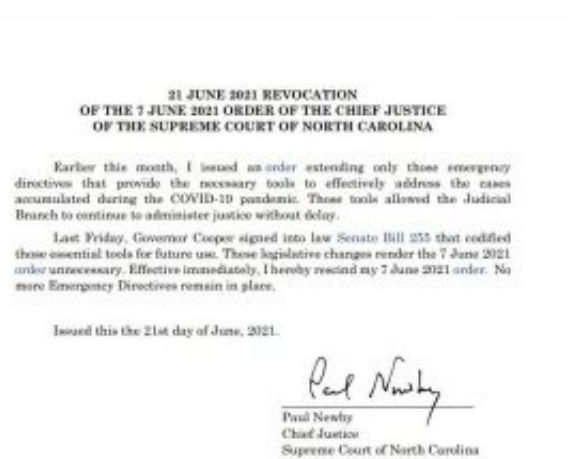 21 JUNE 2021 REVOCATION
OF THE 7 JUNE 2021 ORDER OF THE CHIEF JUSTICE
OF THE SUPREME COURT OF NORTH CAROLINA
Earlier this month, I issued an order extending only those emergency
directives that provide the necessary tools to effectively address the cases
accumulated during the COVID-19 pandemic. Those tools allowed the Judicial
Branch to continue to administer justice without delay.
Last Friday, Governor Cooper signed into law Senate Bill 255 that codified
those essential tools for future use. These legislative changes render the 7 June 2021
order unnecessary. Effective immediately, I hereby rescind my 7 June 2021 order. No
more Emergency Directives remain in place.
Issued this the 21st day of June, 2021.
Paul Newby
Paul Newby
Chief Justice
Supreme Court of North Carolina